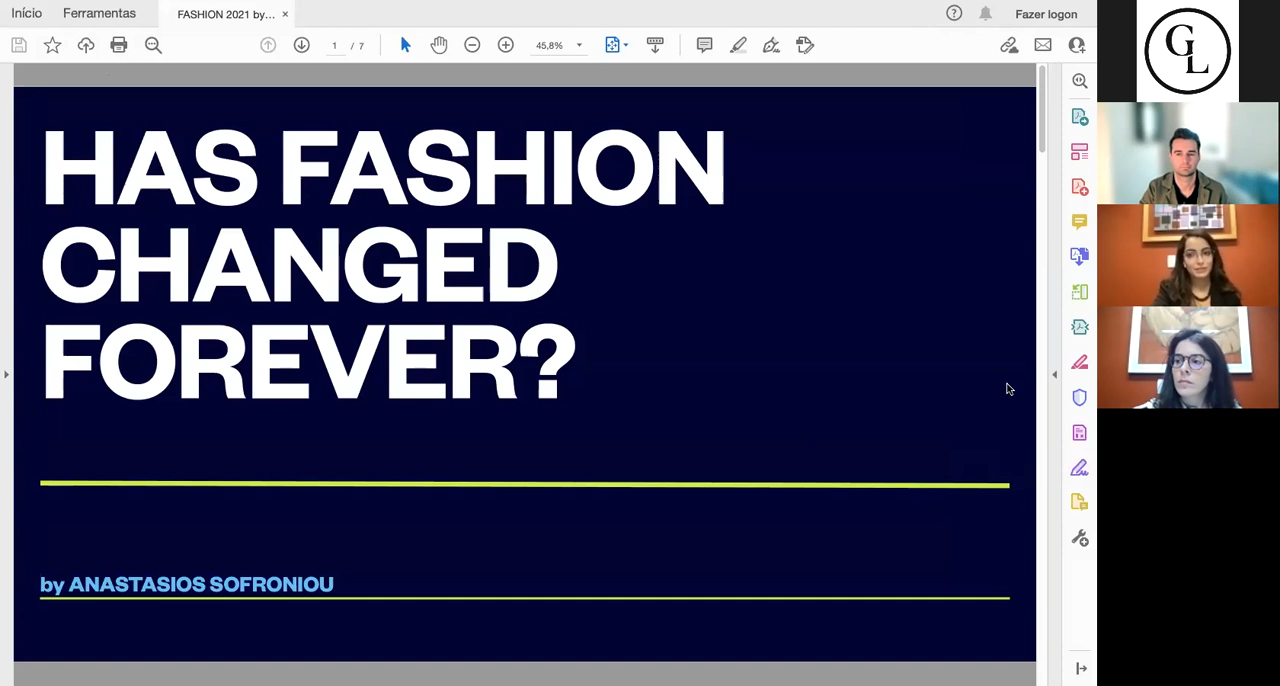 Início Ferramentas FASHION 2021 by... × Fazer logon
1 / 7 45,8%
HAS FASHION
CHANGED
FOREVER?
by ANASTASIOS SOFRONIOU
GL